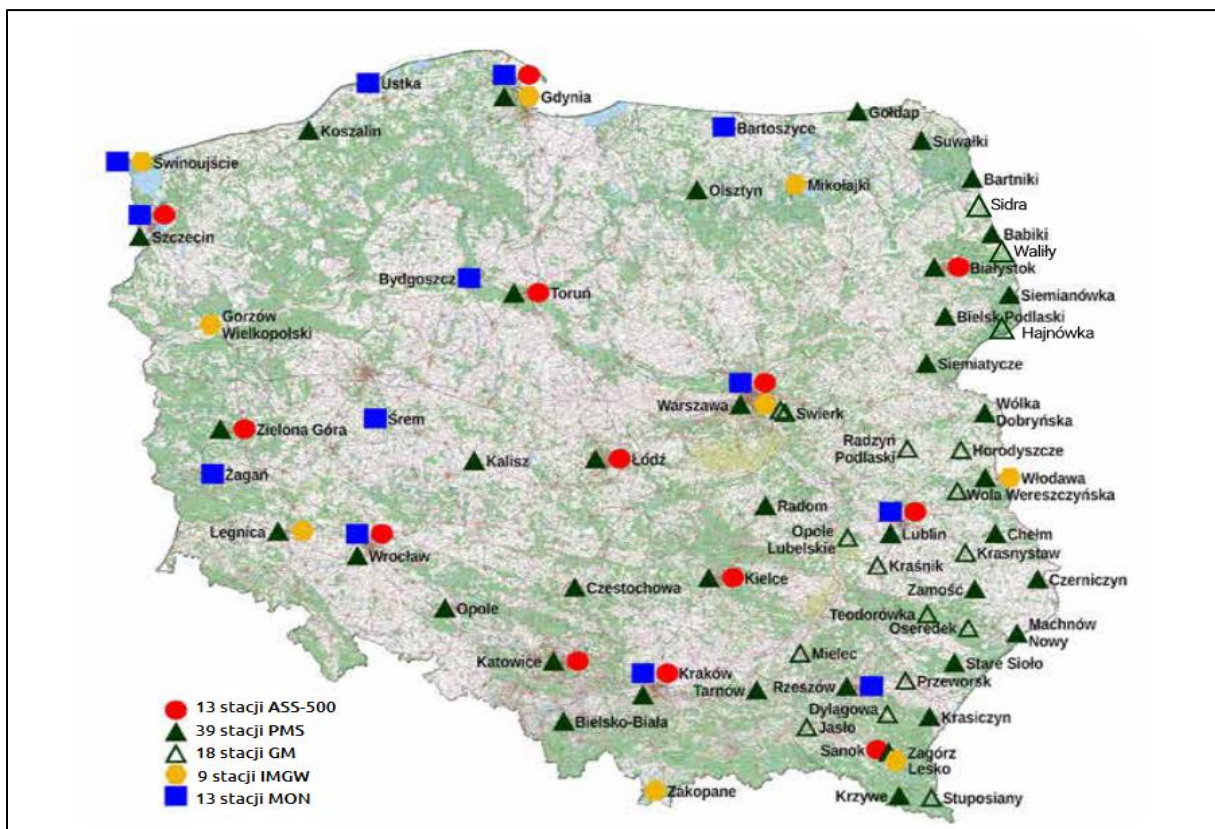 Ustka
Gdynia
Koszalin
Bartoszyce
Gołdap
Suwałki
Świnoujście
Olsztyn
Mikołajki
Bartniki
Sidra
Szczecin
Babiki
Waliły
Białystok
Bydgoszcz
Toruń
Siemianówka
Gorzów
Wielkopolski
Bielsk Podlaski
Hajnówka
Siemiatycze
Warszawa
Świerk
Wólka
Dobryńska
Śrem
Zielona Góra
Łódź
Kalisz
Radzyń
Podlaski
Horodyszcze
Żagań
Włodawa
Wola Wereszczyńska
Radom
Legnica
Wrocław
Opole
Lubelskie
Lublin
Chełm
Krasnystaw
Kraśnik
Częstochowa
Kielce
Zamość
Czerniczyn
Opole
Teodorówka
Oseredek
Machnów
Nowy
Katowice
Kraków
Mielec
Stare Sioło
Tarnów
Rzeszów
Przeworsk
Bielsko-Biała
Dylągowa
Jasło
Krasiczyn
Sanok
Zagórz
Lesko
Zakopane
Krzywe
Stuposiany
13 stacji ASS-500
39 stacji PMS
18 stacji GM
9 stacji IMGW
13 stacji MON